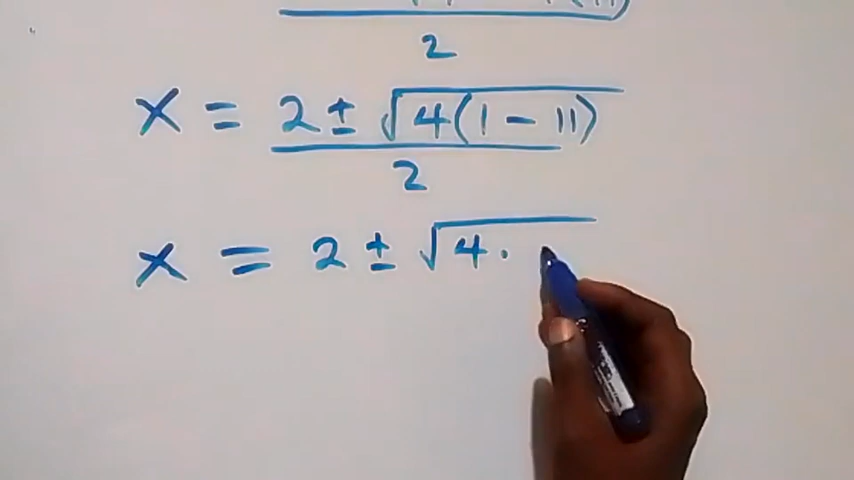 2
x = 2 ± √4(1 - 11)
2
x = 2 ± √4 ·